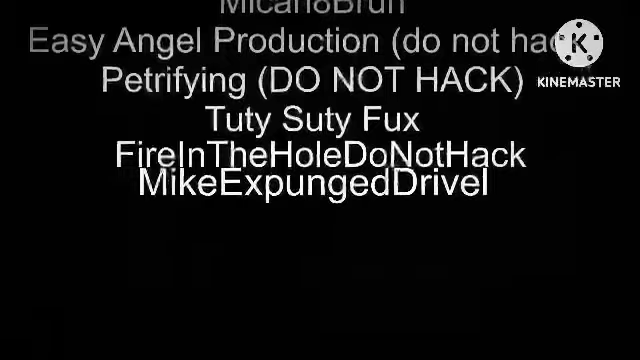 Easy Angel Production (do not
Petrifying (DO NOT HACK)
KINEMASTER
Tuty Suty Fux
FireInTheHoleDoNotHack
MikeExpungedDrivel